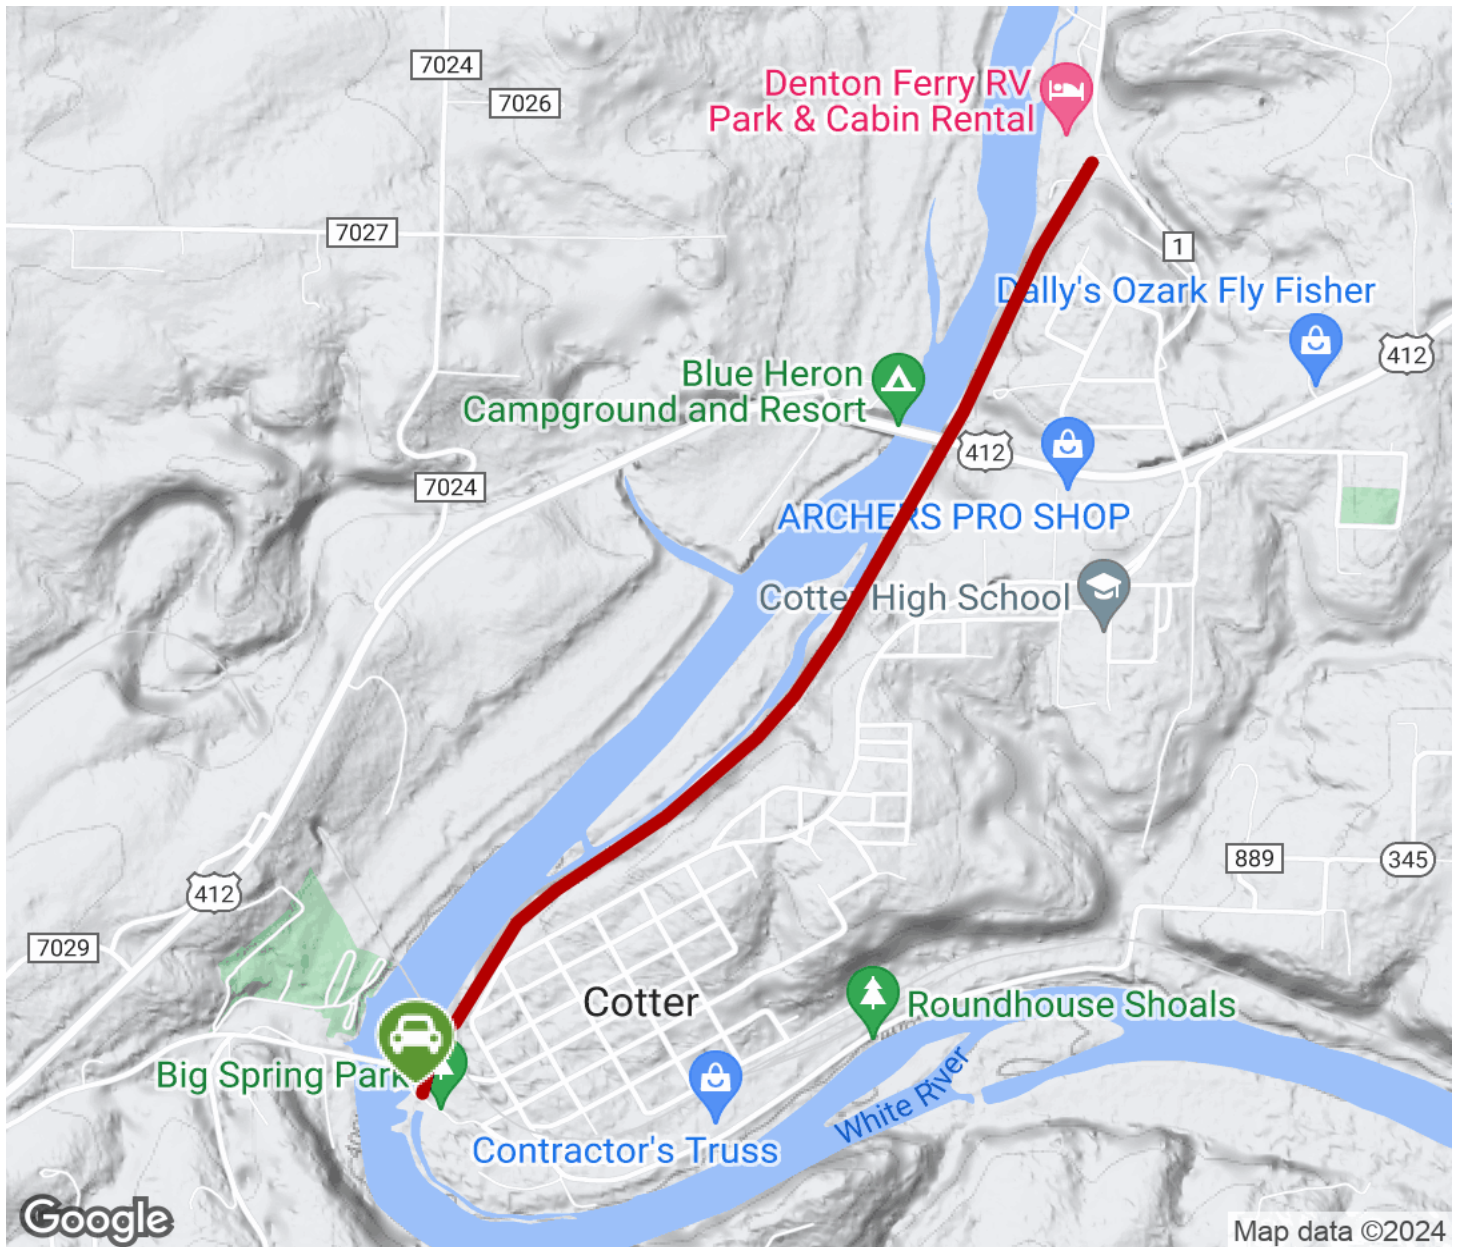 7024
Denton Ferry RV
Park & Cabin Rental
7026
7027
1
Dally's Ozark Fly Fisher
412
Blue Heron
Campground and Resort
412
7024
ARCHERS PRO SHOP
Cotter High School
889
345
412
7029
Cotter
Roundhouse Shoals
Big Spring Park
White River
Contractor's Truss
Google
Map data ©2024